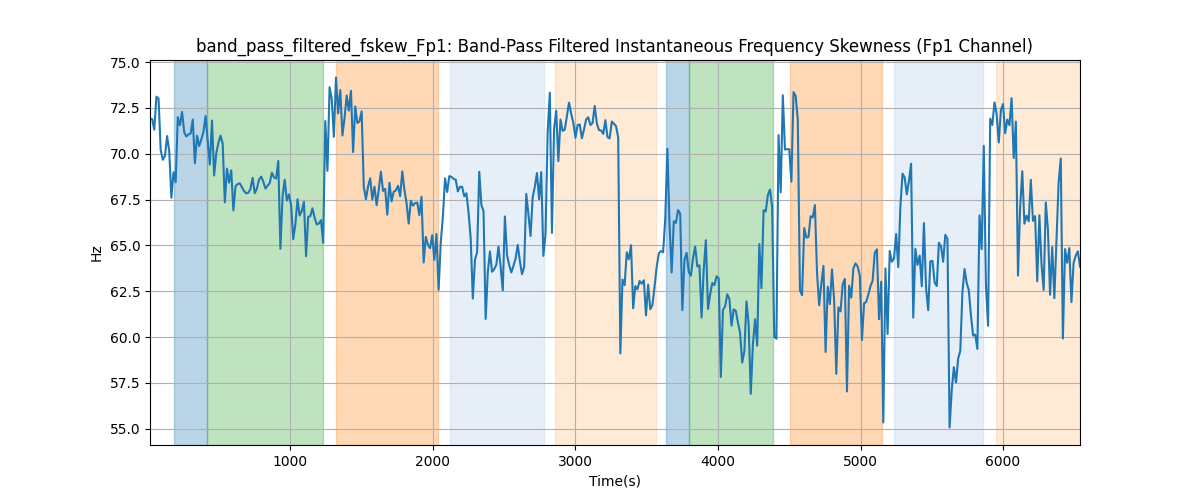 band_pass_filtered_fskew_Fp1: Band-Pass Filtered Instantaneous Frequency Skewness (Fp1 Channel)
75.0
72.5
70.0
67.5
65.0
62.5
60.0
57.5
55.0
Hz
1000 2000 3000 4000 5000 6000
Time(s)